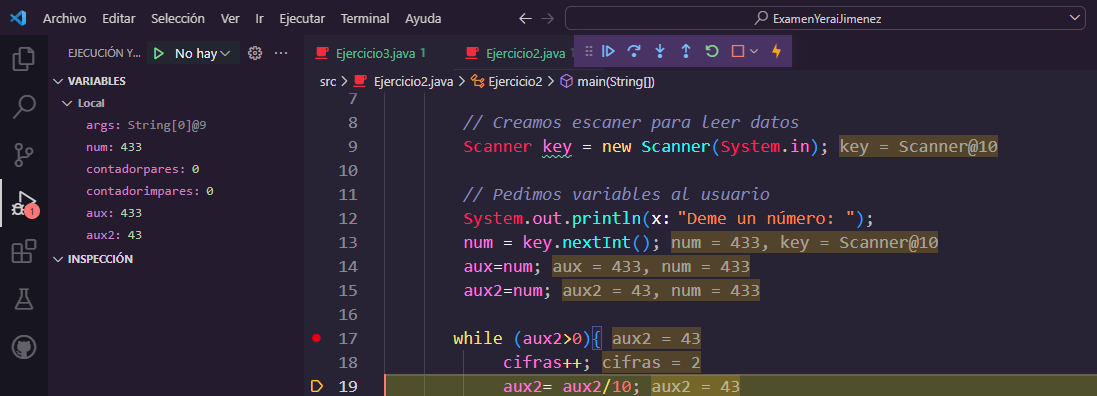 Archivo Editar Selección Ver Ir Ejecutar Terminal Ayuda ExamenYeraiJimenez
EJECUCIÓN Y... No hay ... Ejercicio3.java 1 Ejercicio2.java 1
src > Ejercicio2.java > Ejercicio2 > main(String[])
VARIABLES
Local
args: String[0]@9
num: 433
contadorpares: 0
contadorimpares: 0
aux: 433
aux2: 43
INSPECCIÓN
7
8 // Creamos escaner para leer datos
9 Scanner key = new Scanner(System.in); key = Scanner@10
10
11 // Pedimos variables al usuario
12 System.out.println(x: "Deme un número: ");
13 num = key.nextInt(); num = 433, key = Scanner@10
14 aux=num; aux = 433, num = 433
15 aux2=num; aux2 = 43, num = 433
16
17 while (aux2>0){ aux2 = 43
18 cifras++; cifras = 2
19 aux2= aux2/10; aux2 = 43
1